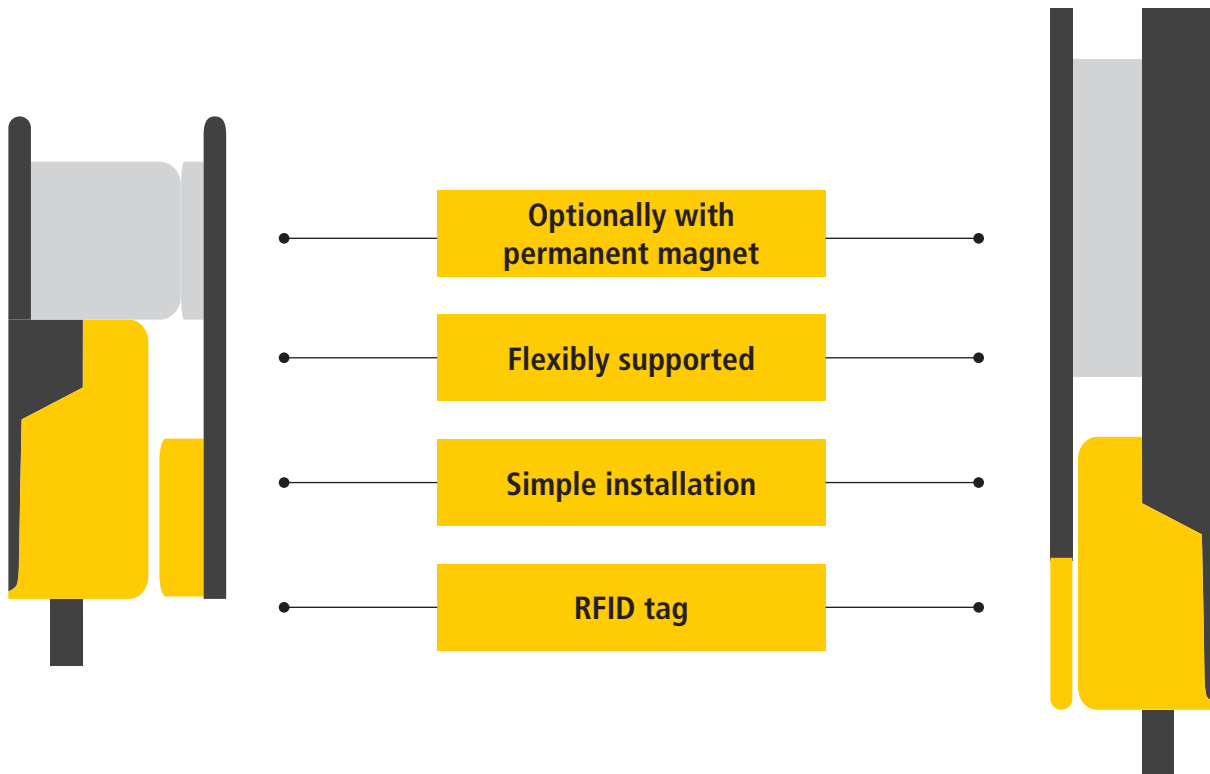 Optionally with
permanent magnet
Flexibly supported
Simple installation
RFID tag